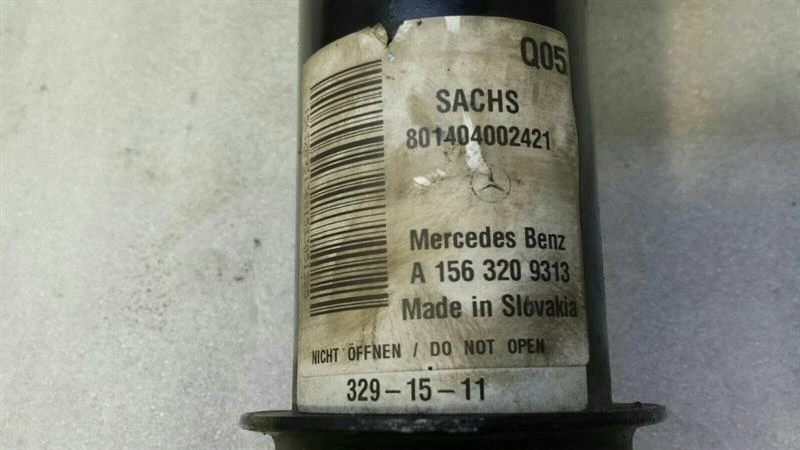 Q05
SACHS
801404002421
Mercedes Benz
A 156 320 9313
Made in Slovakia
NICHT ÖFFNEN / DO NOT OPEN
329-15-11